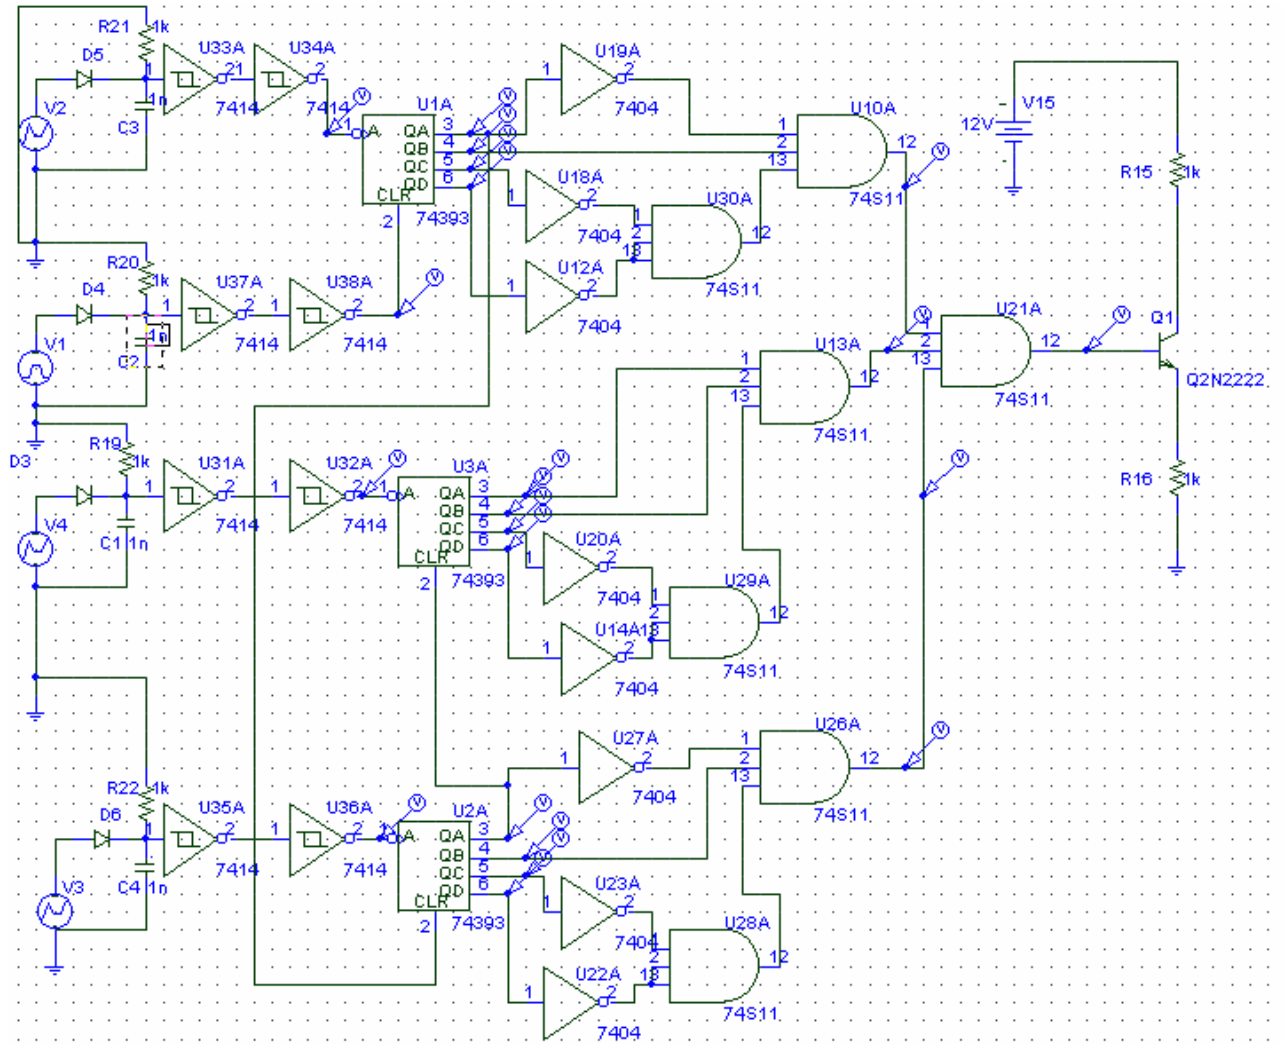 R21 1k
D5
U33A
U34A
1
2 1
2
7414
7414
V2
1n
C3
V
1
A
U1A
QA 3
QB 4
QC 5
QD 6
CLR
2
74393
V
V
V
V
U19A
1
2
7404
U18A
1
2
7404
U12A
1
2
7404
U30A
1
2
13
12
74S11
U10A
1
2
13
12
74S11
V
V15
12V
R15 1k
R20 1k
D4
U37A
U38A
1
2
1
2
7414
7414
V
V1
1n
C2
U13A
1
2
13
12
74S11
V
U21A
1
2
13
12
74S11
V
Q1
Q2N2222
R16 1k
V
R19 1k
D3
U31A
U32A
1
2
1
2
7414
7414
V4
C1 1n
V
1
A
U3A
QA 3
QB 4
QC 5
QD 6
CLR
2
74393
V
V
V
V
U20A
1
2
7404
U14A
1
2
7404
U29A
1
2
13
12
74S11
R22 1k
D6
U35A
U36A
1
2
1
2
7414
7414
V3
C4 1n
V
1
A
U2A
QA 3
QB 4
QC 5
QD 6
CLR
2
74393
V
V
V
V
U27A
1
2
7404
U26A
1
2
13
12
74S11
V
U23A
1
2
7404
U22A
1
2
7404
U28A
2
13
12
74S11